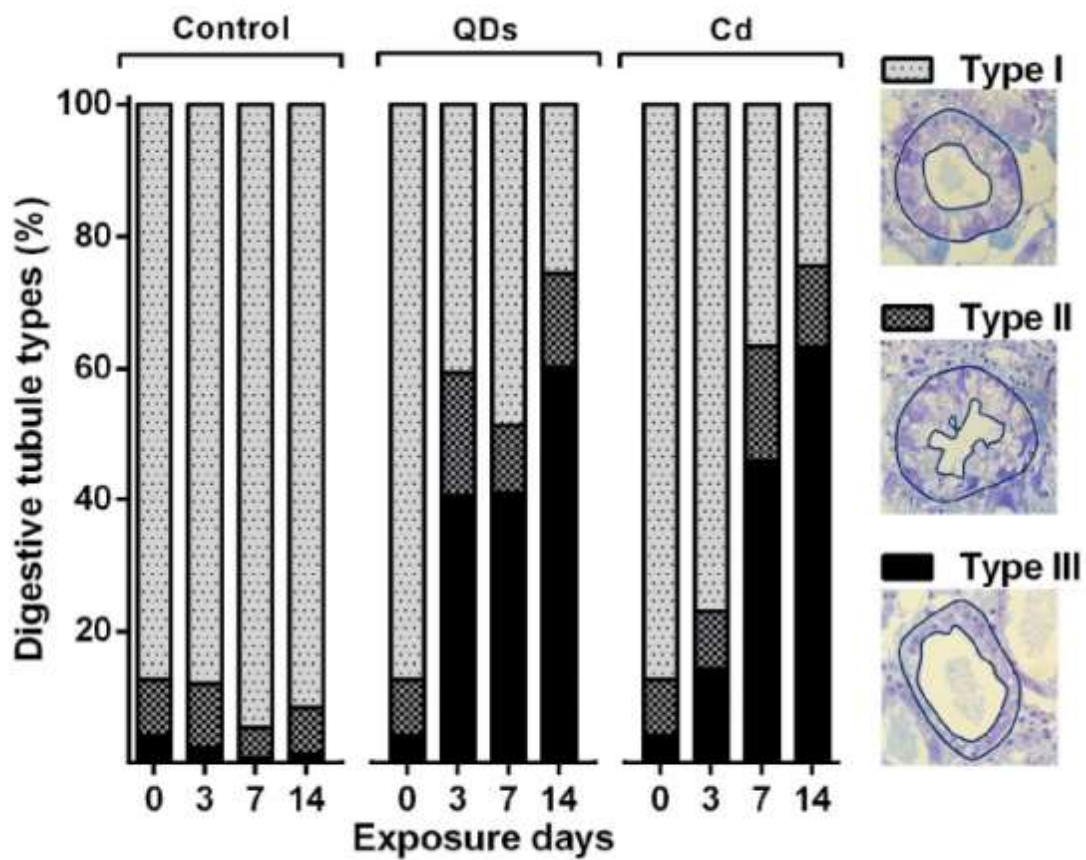 Control QDs Cd
Digestive tubule types (%)
100
80
60
40
20
0 3 7 14 0 3 7 14 0 3 7 14
Exposure days
Type I
Type II
Type III